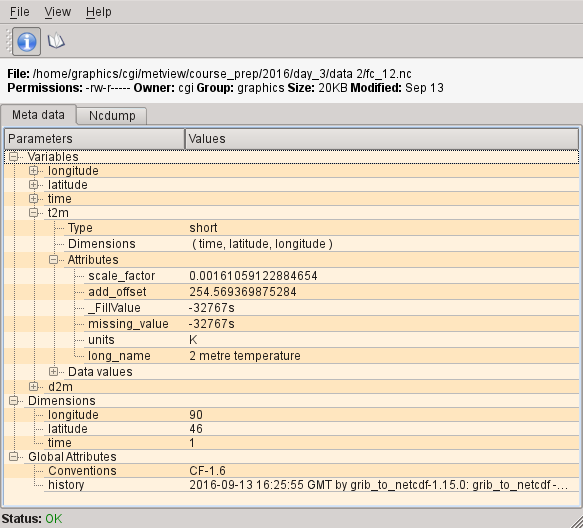 File View Help
File: /home/graphics/cgi/metview/course_prep/2016/day_3/data 2/fc_12.nc
Permissions: -rw-r----- Owner: cgi Group: graphics Size: 20KB Modified: Sep 13
Meta data Ncdump
Parameters Values
Variables
longitude
latitude
time
t2m
Type short
Dimensions ( time, latitude, longitude )
Attributes
scale_factor 0.00161059122884654
add_offset 254.569369875284
_FillValue -32767s
missing_value -32767s
units K
long_name 2 metre temperature
Data values
d2m
Dimensions
longitude 90
latitude 46
time 1
Global Attributes
Conventions CF-1.6
history 2016-09-13 16:25:55 GMT by grib_to_netcdf-1.15.0: grib_to_netcdf -...
Status: OK